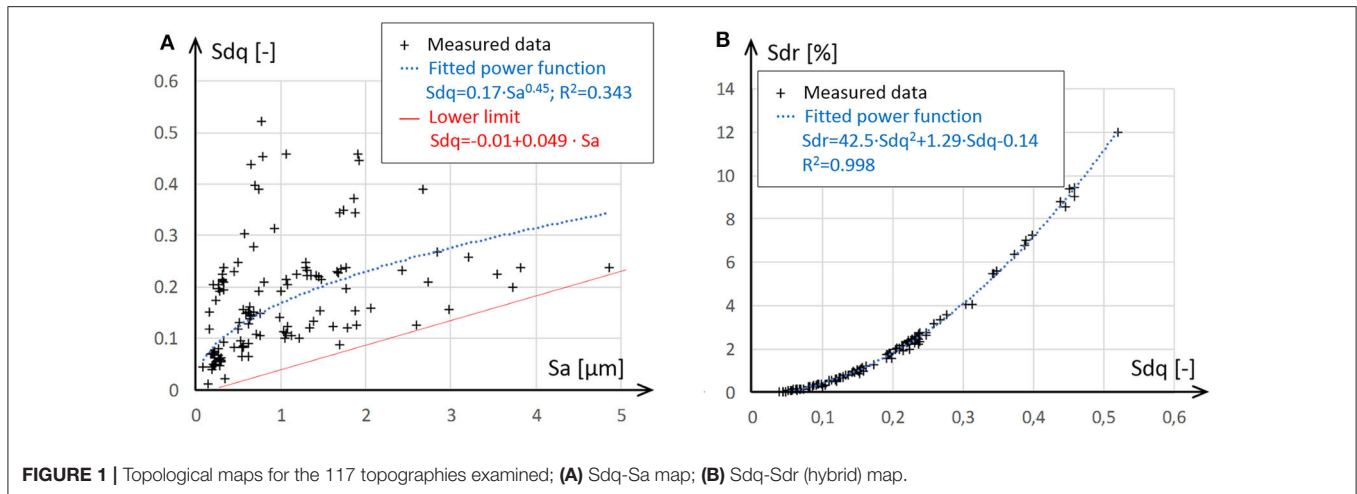 A
Sdq [-]
+ Measured data
Fitted power function
Sdq=0.17·Sa^0.45; R²=0.343
Lower limit
Sdq=-0.01+0.049 · Sa
0.6
0.5
0.4
0.3
0.2
0.1
0
Sa [µm]
0 1 2 3 4 5
B
Sdr [%]
+ Measured data
Fitted power function
Sdr=42.5·Sdq²+1.29·Sdq-0.14
R²=0.998
14
12
10
8
6
4
2
0
Sdq [-]
0 0,1 0,2 0,3 0,4 0,5 0,6
FIGURE 1 | Topological maps for the 117 topographies examined; (A) Sdq-Sa map; (B) Sdq-Sdr (hybrid) map.